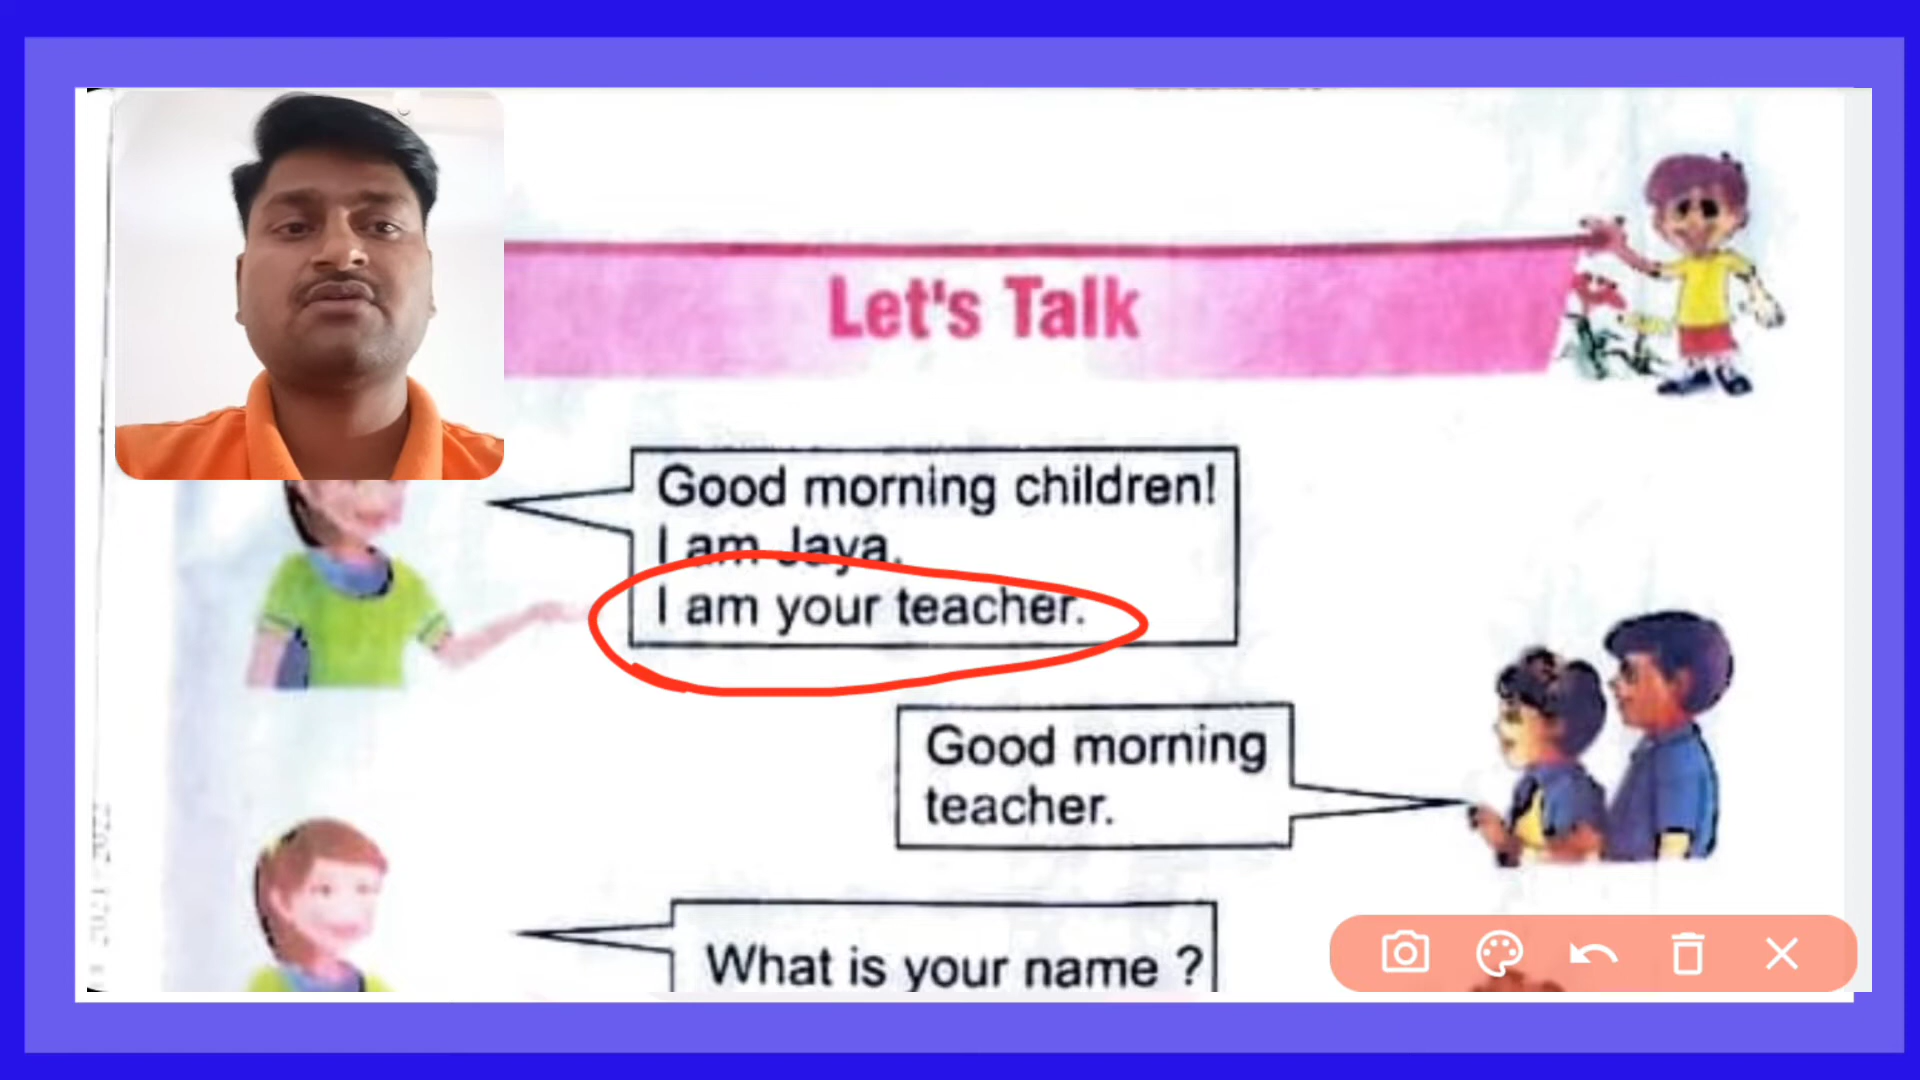 Let's Talk
Good morning children!
I am Jaya.
I am your teacher.
Good morning
teacher.
What is your name ?